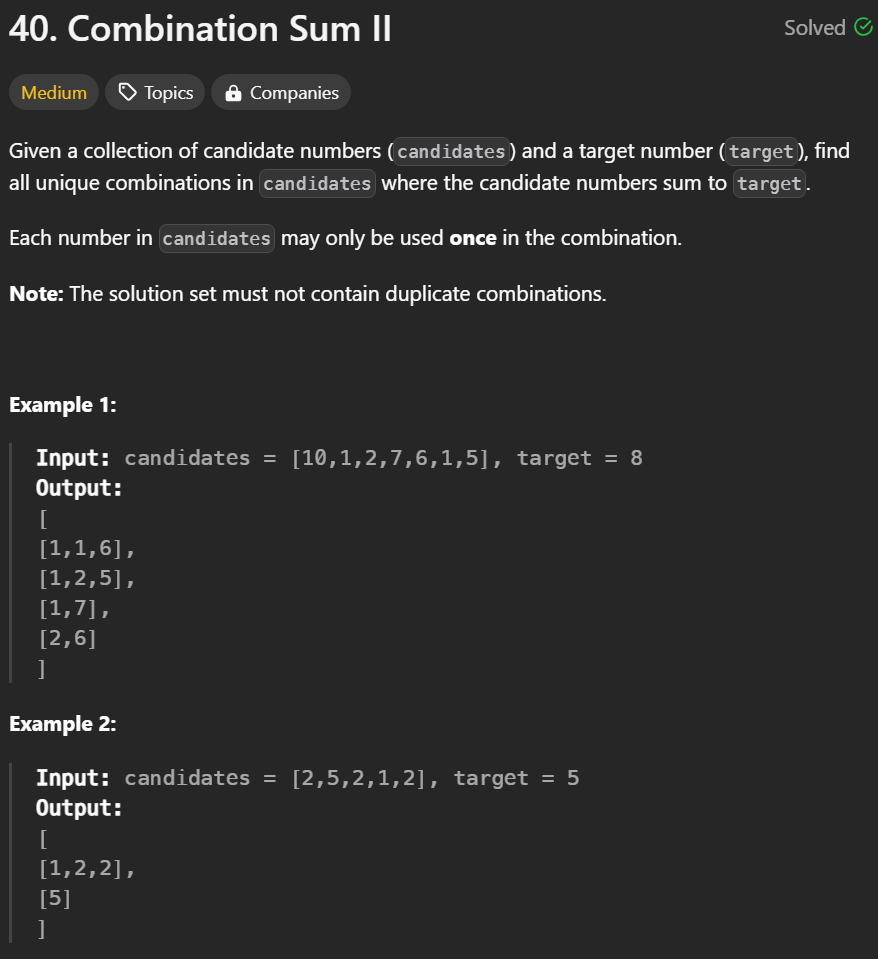 40. Combination Sum II
Solved
Medium
Topics
Companies
Given a collection of candidate numbers (candidates) and a target number (target), find
all unique combinations in candidates where the candidate numbers sum to target.
Each number in candidates may only be used once in the combination.
Note: The solution set must not contain duplicate combinations.
Example 1:
Input: candidates = [10,1,2,7,6,1,5], target = 8
Output:
[
[1,1,6],
[1,2,5],
[1,7],
[2,6]
]
Example 2:
Input: candidates = [2,5,2,1,2], target = 5
Output:
[
[1,2,2],
[5]
]